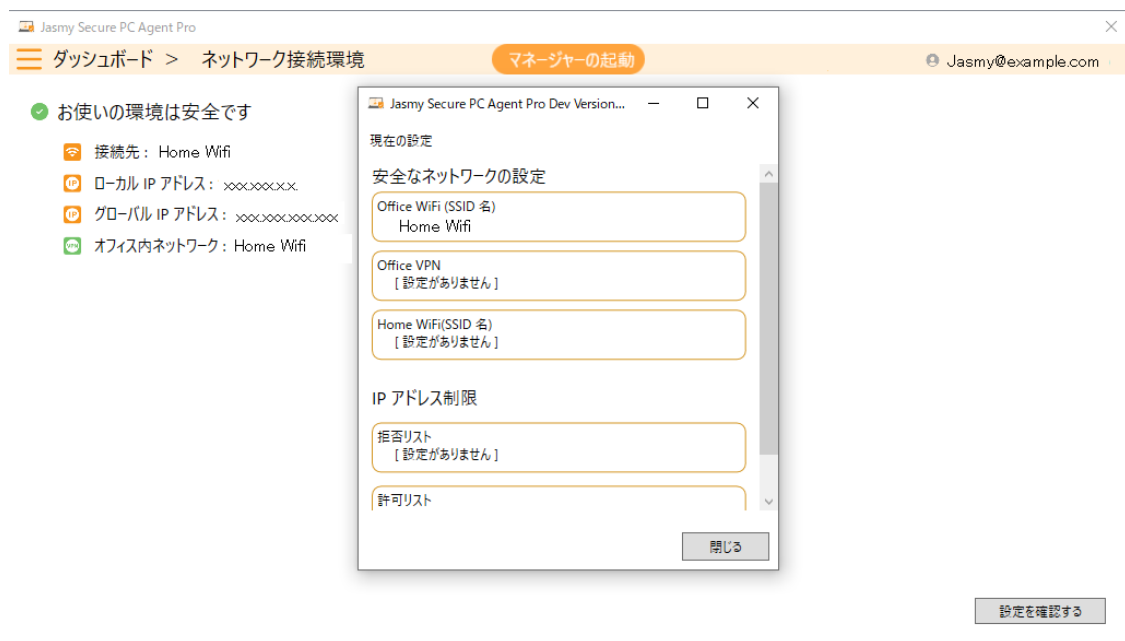 Jasmy Secure PC Agent Pro
ダッシュボード > ネットワーク接続環境
マネージャーの起動
Jasmy@example.com
お使いの環境は安全です
接続先 : Home Wifi
ローカル IP アドレス : xxx.xxx.x.x.
グローバル IP アドレス : xxx.xxx.xxx.xxx
オフィス内ネットワーク : Home Wifi
Jasmy Secure PC Agent Pro Dev Version...
現在の設定
安全なネットワークの設定
Office WiFi (SSID 名)
Home Wifi
Office VPN
[ 設定がありません ]
Home WiFi(SSID 名)
[ 設定がありません ]
IP アドレス制限
拒否リスト
[ 設定がありません ]
許可リスト
閉じる
設定を確認する